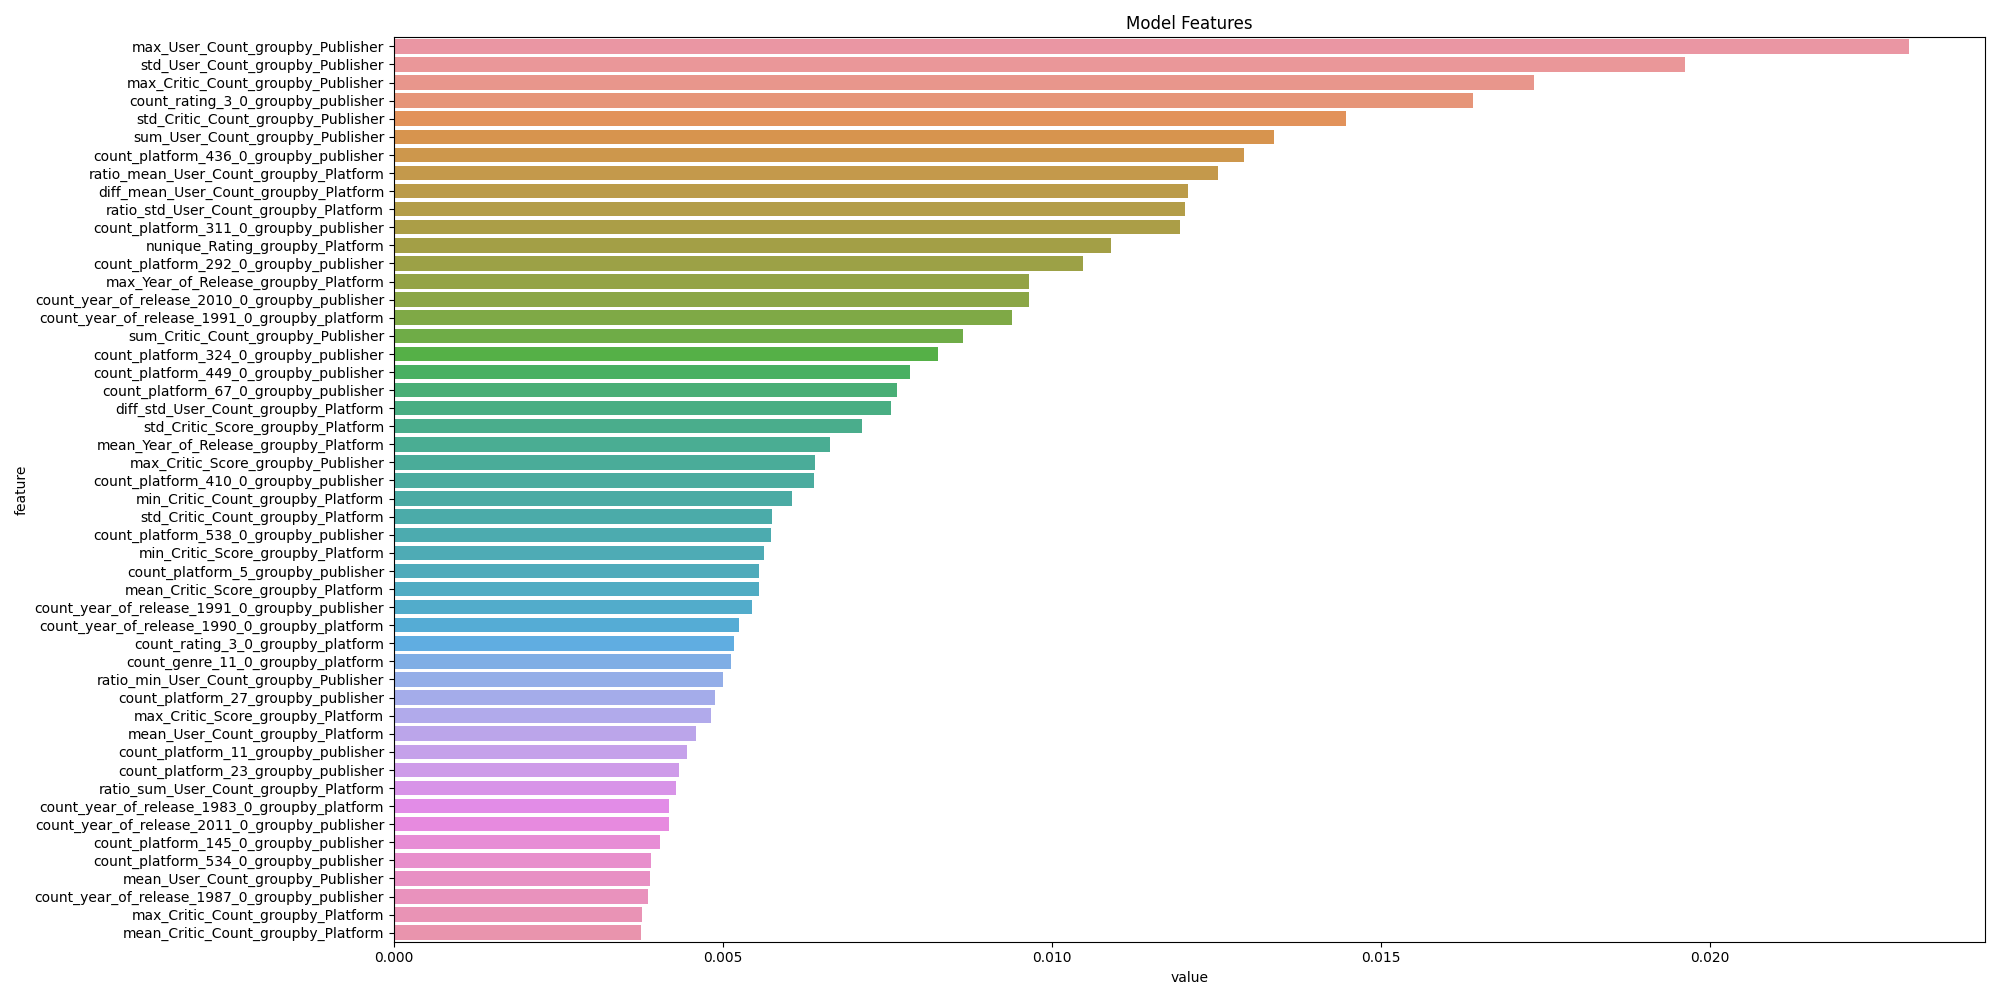 Model Features
max_User_Count_groupby_Publisher
std_User_Count_groupby_Publisher
max_Critic_Count_groupby_Publisher
count_rating_3_0_groupby_publisher
std_Critic_Count_groupby_Publisher
sum_User_Count_groupby_Publisher
count_platform_436_0_groupby_publisher
ratio_mean_User_Count_groupby_Platform
diff_mean_User_Count_groupby_Platform
ratio_std_User_Count_groupby_Platform
count_platform_311_0_groupby_publisher
nunique_Rating_groupby_Platform
count_platform_292_0_groupby_publisher
max_Year_of_Release_groupby_Platform
count_year_of_release_2010_0_groupby_publisher
count_year_of_release_1991_0_groupby_platform
sum_Critic_Count_groupby_Publisher
count_platform_324_0_groupby_publisher
count_platform_449_0_groupby_publisher
count_platform_67_0_groupby_publisher
diff_std_User_Count_groupby_Platform
std_Critic_Score_groupby_Platform
mean_Year_of_Release_groupby_Platform
max_Critic_Score_groupby_Publisher
count_platform_410_0_groupby_publisher
min_Critic_Count_groupby_Platform
std_Critic_Count_groupby_Platform
count_platform_538_0_groupby_publisher
min_Critic_Score_groupby_Platform
count_platform_5_groupby_publisher
mean_Critic_Score_groupby_Platform
count_year_of_release_1991_0_groupby_publisher
count_year_of_release_1990_0_groupby_platform
count_rating_3_0_groupby_platform
count_genre_11_0_groupby_platform
ratio_min_User_Count_groupby_Publisher
count_platform_27_groupby_publisher
max_Critic_Score_groupby_Platform
mean_User_Count_groupby_Platform
count_platform_11_groupby_publisher
count_platform_23_groupby_publisher
ratio_sum_User_Count_groupby_Platform
count_year_of_release_1983_0_groupby_platform
count_year_of_release_2011_0_groupby_publisher
count_platform_145_0_groupby_publisher
count_platform_534_0_groupby_publisher
mean_User_Count_groupby_Publisher
count_year_of_release_1987_0_groupby_publisher
max_Critic_Count_groupby_Platform
mean_Critic_Count_groupby_Platform
feature
0.000 0.005 0.010 0.015 0.020
value